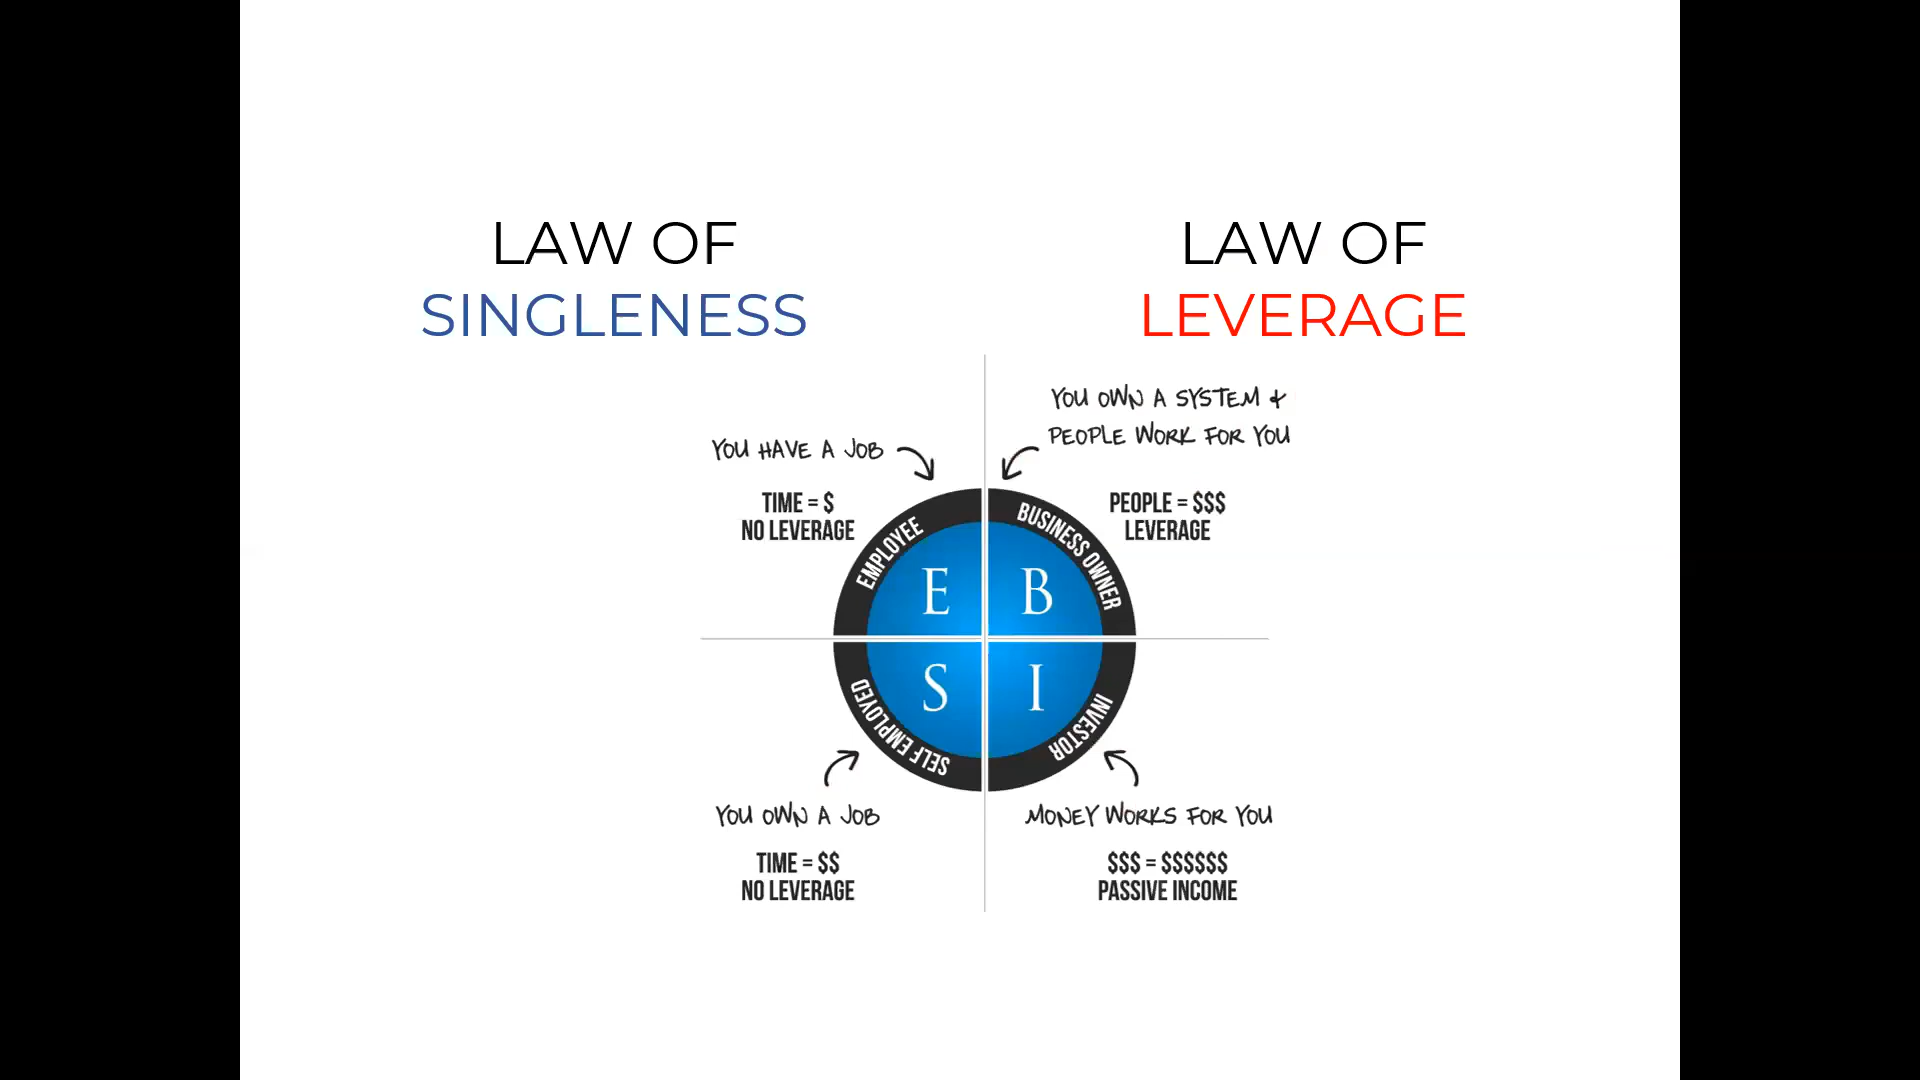 LAW OF
SINGLENESS
LAW OF
LEVERAGE
YOU HAVE A JOB
TIME = $
NO LEVERAGE
YOU OWN A SYSTEM &
PEOPLE WORK FOR YOU
PEOPLE = $$$
LEVERAGE
EMPLOYEE
BUSINESS OWNER
E
B
S
I
SELF EMPLOYED
INVESTOR
YOU OWN A JOB
TIME = $$
NO LEVERAGE
MONEY WORKS FOR YOU
$$$ = $$$$$$
PASSIVE INCOME